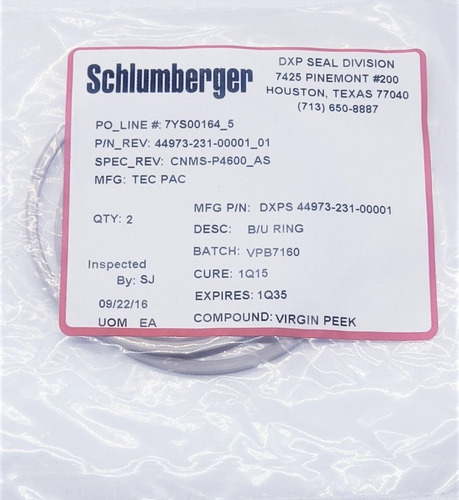 Schlumberger
DXP SEAL DIVISION
7425 PINEMONT #200
HOUSTON, TEXAS 77040
(713) 650-8887
PO_LINE #: 7YS00164_5
P/N_REV: 44973-231-00001_01
SPEC_REV: CNMS-P4600_AS
MFG: TEC PAC
QTY: 2
MFG P/N: DXPS 44973-231-00001
DESC: B/U RING
BATCH: VPB7160
CURE: 1Q15
EXPIRES: 1Q35
COMPOUND: VIRGIN PEEK
Inspected
By: SJ
09/22/16
UOM EA